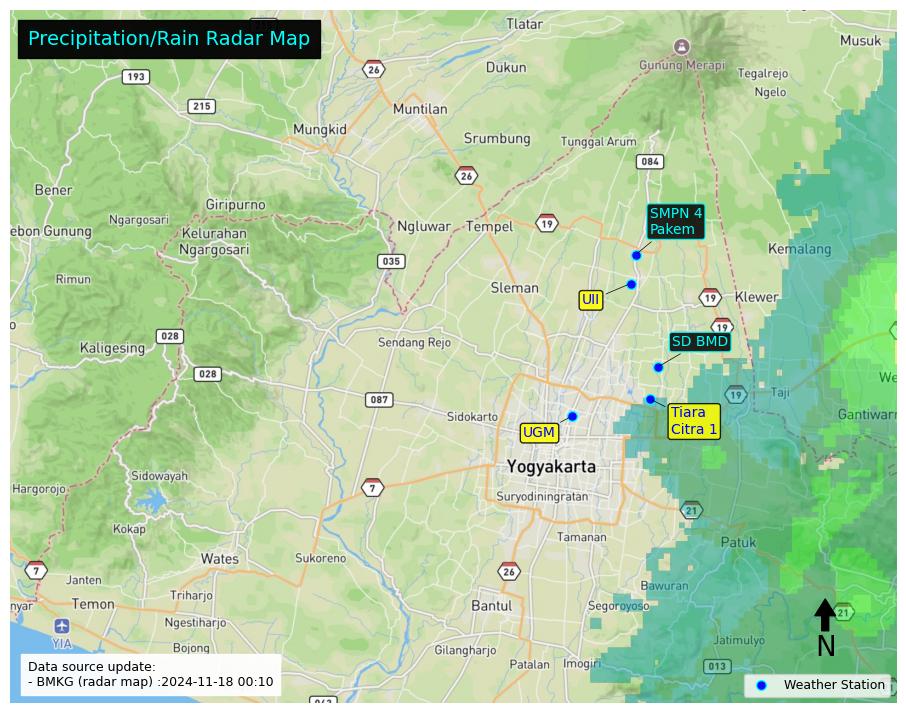 Precipitation/Rain Radar Map
Tlatar
Musuk
26
Dukun
Gunung Merapi
193
Tegalrejo
Ngelo
215
Muntilan
Mungkid
Srumbung
Tunggal Arum
084
26
Bener
Giripurno
SMPN 4
Pakem
Ngargosari
Ngluwar
Tempel
19
ebon Gunung
Kelurahan
Ngargosari
Kemalang
035
Rimun
Sleman
UII
19
Klewer
19
028
Sendang Rejo
SD BMD
Kaligesing
028
We
087
19
Taji
Sidokarto
Tiara
Citra 1
Gantiwar
UGM
Yogyakarta
Sidowayah
Hargorojo
7
Suryodiningratan
21
Kokap
Tamanan
Patuk
Wates
Sukoreno
7
26
Janten
Bawuran
Triharjo
nyar
Temon
Bantul
Segoroyoso
21
Ngestiharjo
YIA
Jatimulyo
N
Bojong
Gilangharjo
Data source update:
- BMKG (radar map) :2024-11-18 00:10
Patalan
Imogiri
013
Weather Station